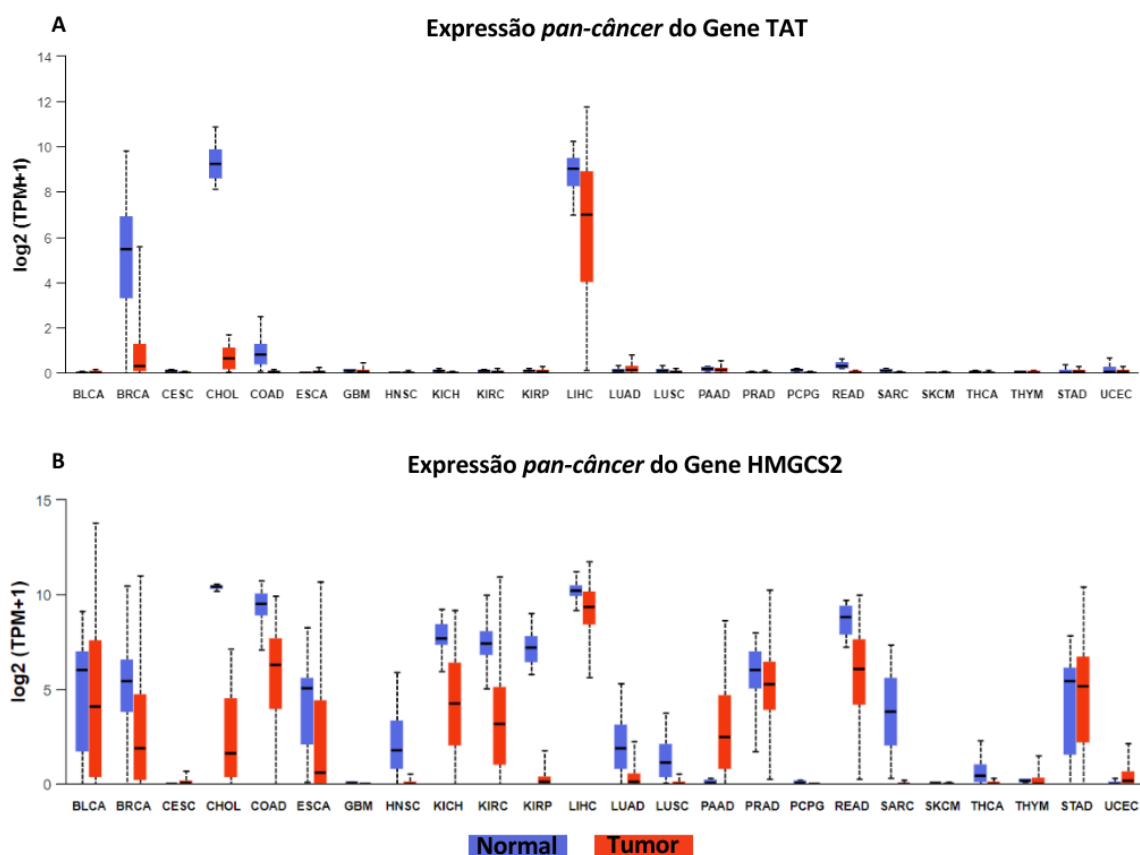 A
Expressão pan-câncer do Gene TAT
log2 (TPM+1)
14
12
10
8
6
4
2
0
BLCA BRCA CESC CHOL COAD ESCA GBM HNSC KICH KIRC KIRP LIHC LUAD LUSC PAAD PRAD PCPG READ SARC SKCM THCA THYM STAD UCEC
B
Expressão pan-câncer do Gene HMGCS2
log2 (TPM+1)
15
10
5
0
BLCA BRCA CESC CHOL COAD ESCA GBM HNSC KICH KIRC KIRP LIHC LUAD LUSC PAAD PRAD PCPG READ SARC SKCM THCA THYM STAD UCEC
Normal Tumor